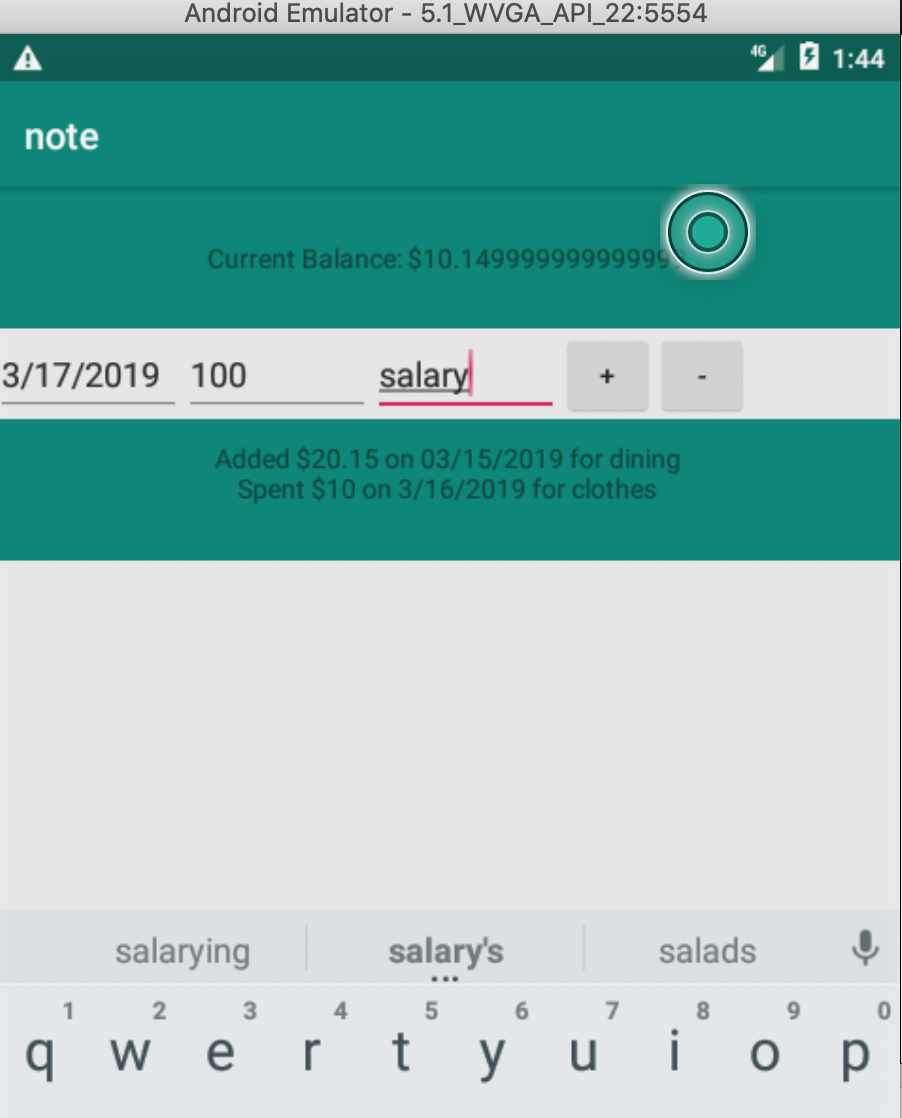 Android Emulator - 5.1_WVGA_API_22:5554
4G 1:44
note
Current Balance: $10.149999999999999
3/17/2019 100 salary + -
Added $20.15 on 03/15/2019 for dining
Spent $10 on 3/16/2019 for clothes
salarying salary's salads
1 2 3 4 5 6 7 8 9 0
q w e r t y u i o p